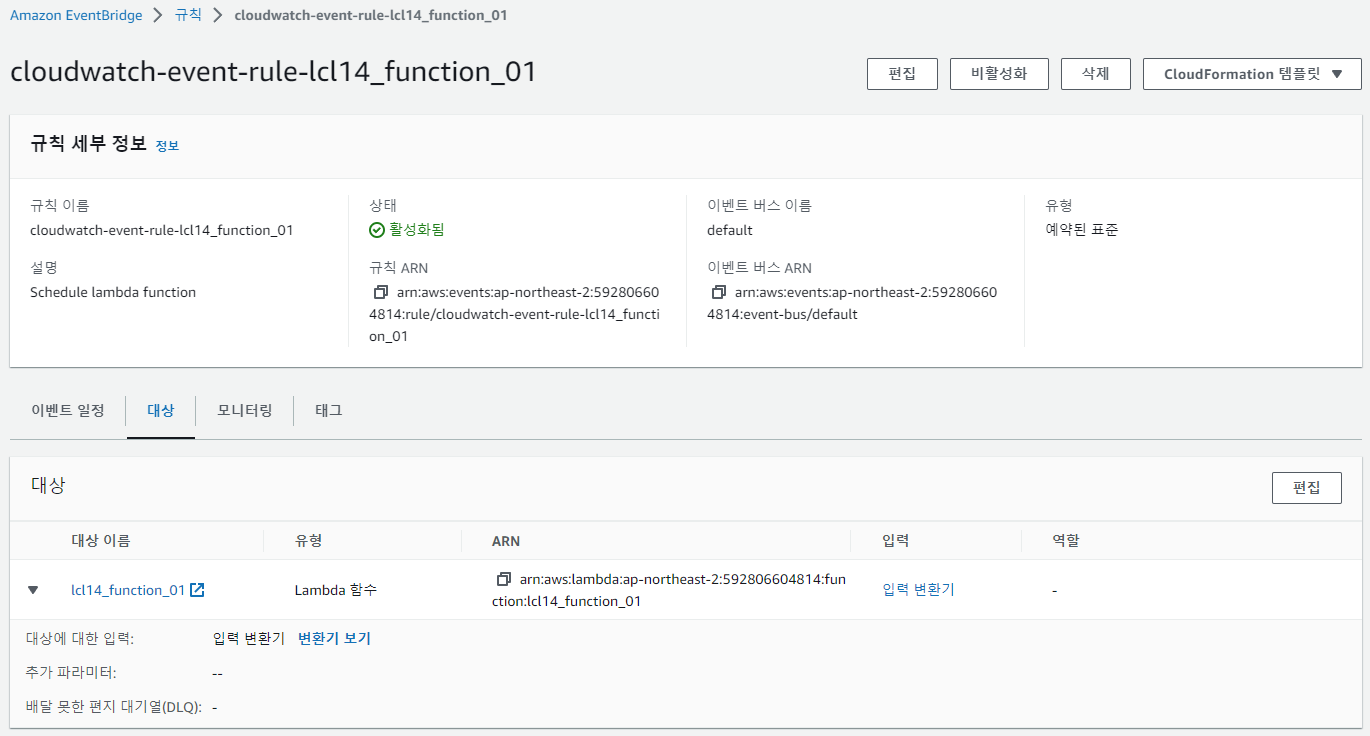 Amazon EventBridge > 규칙 > cloudwatch-event-rule-lcl14_function_01
cloudwatch-event-rule-lcl14_function_01
편집 비활성화 삭제 CloudFormation 템플릿 ▼
규칙 세부 정보 정보
규칙 이름
cloudwatch-event-rule-lcl14_function_01
설명
Schedule lambda function
상태
활성화됨
규칙 ARN
arn:aws:events:ap-northeast-2:59280660
4814:rule/cloudwatch-event-rule-lcl14_functi
on_01
이벤트 버스 이름
default
이벤트 버스 ARN
arn:aws:events:ap-northeast-2:59280660
4814:event-bus/default
유형
예약된 표준
이벤트 일정 대상 모니터링 태그
대상
편집
대상 이름 유형 ARN 입력 역할
lcl14_function_01 Lambda 함수 arn:aws:lambda:ap-northeast-2:592806604814:fun 입력 변환기 -
ction:lcl14_function_01
대상에 대한 입력: 입력 변환기 변환기 보기
추가 파라미터: --
배달 못한 편지 대기열(DLQ): -